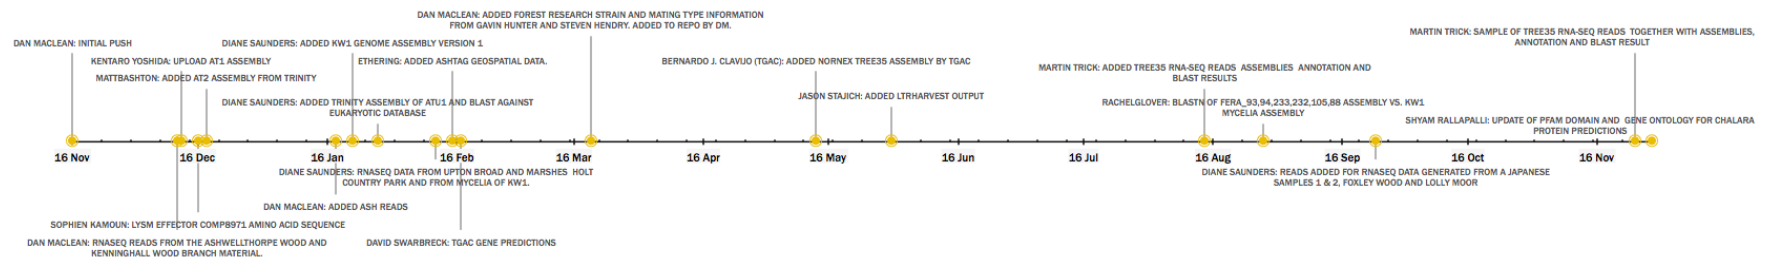 DAN MACLEAN: ADDED FOREST RESEARCH STRAIN AND MATING TYPE INFORMATION
FROM GAVIN HUNTER AND STEVEN HENDRY. ADDED TO REPO BY DM.
DAN MACLEAN: INITIAL PUSH
DIANE SAUNDERS: ADDED KW1 GENOME ASSEMBLY VERSION 1
KENTARO YOSHIDA: UPLOAD AT1 ASSEMBLY
ETHERING: ADDED ASHTAG GEOSPATIAL DATA.
MATTBASHTON: ADDED AT2 ASSEMBLY FROM TRINITY
DIANE SAUNDERS: ADDED TRINITY ASSEMBLY OF ATU1 AND BLAST AGAINST
EUKARYOTIC DATABASE
BERNARDO J. CLAVIJO (TGAC): ADDED NORNEX TREE35 ASSEMBLY BY TGAC
JASON STAJICH: ADDED LTRHARVEST OUTPUT
MARTIN TRICK: ADDED TREE35 RNA-SEQ READS ASSEMBLIES ANNOTATION AND
BLAST RESULTS
RACHELGLOVER: BLASTN OF FERA_93,94,233,232,105,88 ASSEMBLY VS. KW1
MYCELIA ASSEMBLY
MARTIN TRICK: SAMPLE OF TREE35 RNA-SEQ READS TOGETHER WITH ASSEMBLIES,
ANNOTATION AND BLAST RESULT
SHYAM RALLAPALLI: UPDATE OF PFAM DOMAIN AND GENE ONTOLOGY FOR CHALARA
PROTEIN PREDICTIONS
16 Nov 16 Dec 16 Jan 16 Feb 16 Mar 16 Apr 16 May 16 Jun 16 Jul 16 Aug 16 Sep 16 Oct 16 Nov
DIANE SAUNDERS: RNASEQ DATA FROM UPTON BROAD AND MARSHES HOLT
COUNTRY PARK AND FROM MYCELIA OF KW1.
DIANE SAUNDERS: READS ADDED FOR RNASEQ DATA GENERATED FROM A JAPANESE
SAMPLES 1 & 2, FOXLEY WOOD AND LOLLY MOOR
DAN MACLEAN: ADDED ASH READS
SOPHIEN KAMOUN: LYSM EFFECTOR COMP8971 AMINO ACID SEQUENCE
DAN MACLEAN: RNASEQ READS FROM THE ASHWELLTHORPE WOOD AND
KENNINGHALL WOOD BRANCH MATERIAL.
DAVID SWARBRECK: TGAC GENE PREDICTIONS